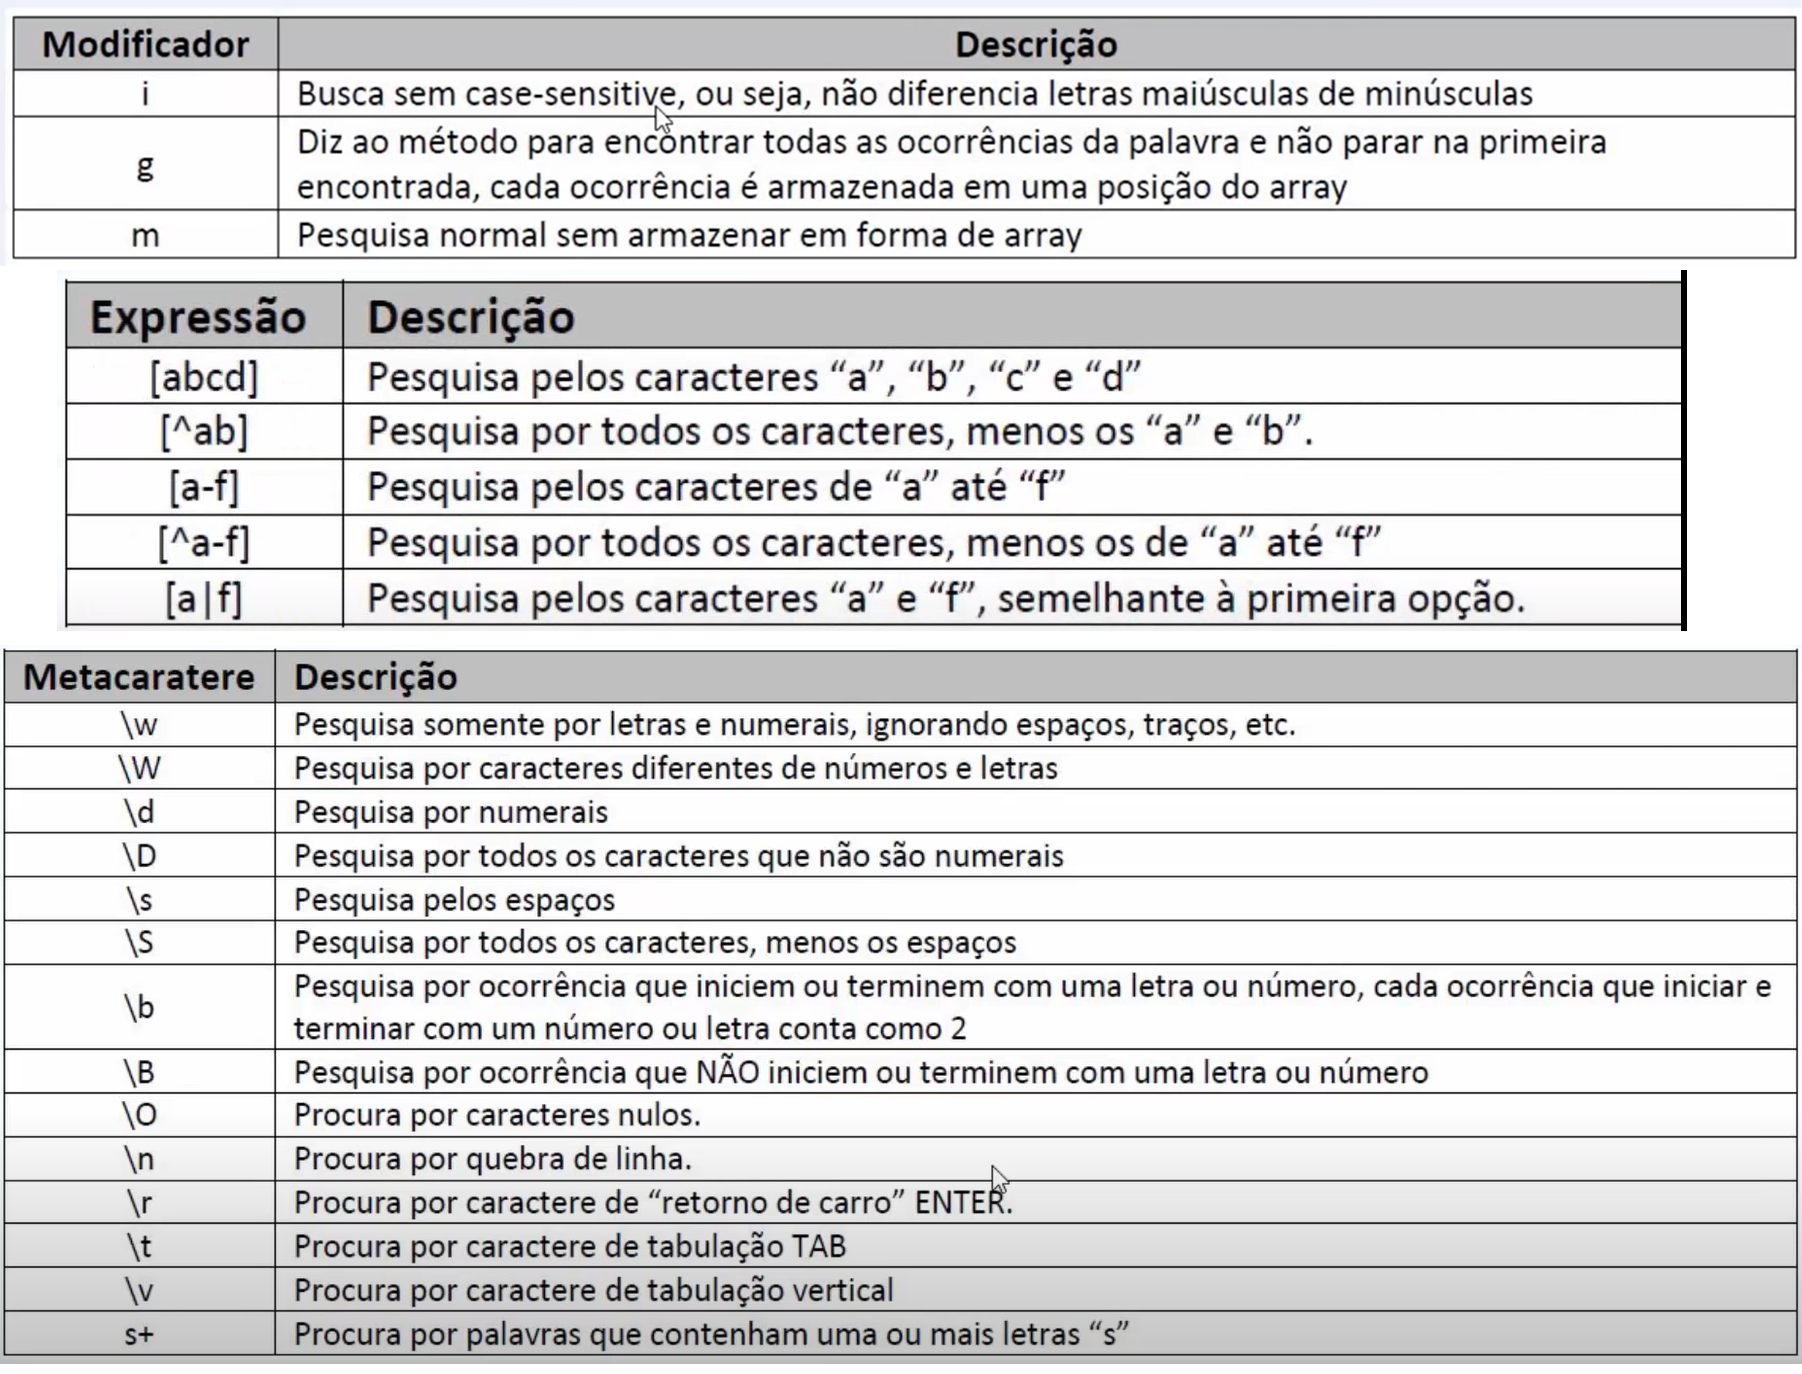 Modificador Descrição
i Busca sem case-sensitive, ou seja, não diferencia letras maiúsculas de minúsculas
g Diz ao método para encontrar todas as ocorrências da palavra e não parar na primeira
encontrada, cada ocorrência é armazenada em uma posição do array
m Pesquisa normal sem armazenar em forma de array
Expressão Descrição
[abcd] Pesquisa pelos caracteres “a”, “b”, “c” e “d”
[^ab] Pesquisa por todos os caracteres, menos os “a” e “b”.
[a-f] Pesquisa pelos caracteres de “a” até “f”
[^a-f] Pesquisa por todos os caracteres, menos os de “a” até “f”
[a|f] Pesquisa pelos caracteres “a” e “f”, semelhante à primeira opção.
Metacaratere Descrição
\w Pesquisa somente por letras e numerais, ignorando espaços, traços, etc.
\W Pesquisa por caracteres diferentes de números e letras
\d Pesquisa por numerais
\D Pesquisa por todos os caracteres que não são numerais
\s Pesquisa pelos espaços
\S Pesquisa por todos os caracteres, menos os espaços
\b Pesquisa por ocorrência que iniciem ou terminem com uma letra ou número, cada ocorrência que iniciar e
terminar com um número ou letra conta como 2
\B Pesquisa por ocorrência que NÃO iniciem ou terminem com uma letra ou número
\O Procura por caracteres nulos.
\n Procura por quebra de linha.
\r Procura por caractere de “retorno de carro” ENTER.
\t Procura por caractere de tabulação TAB
\v Procura por caractere de tabulação vertical
s+ Procura por palavras que contenham uma ou mais letras “s”